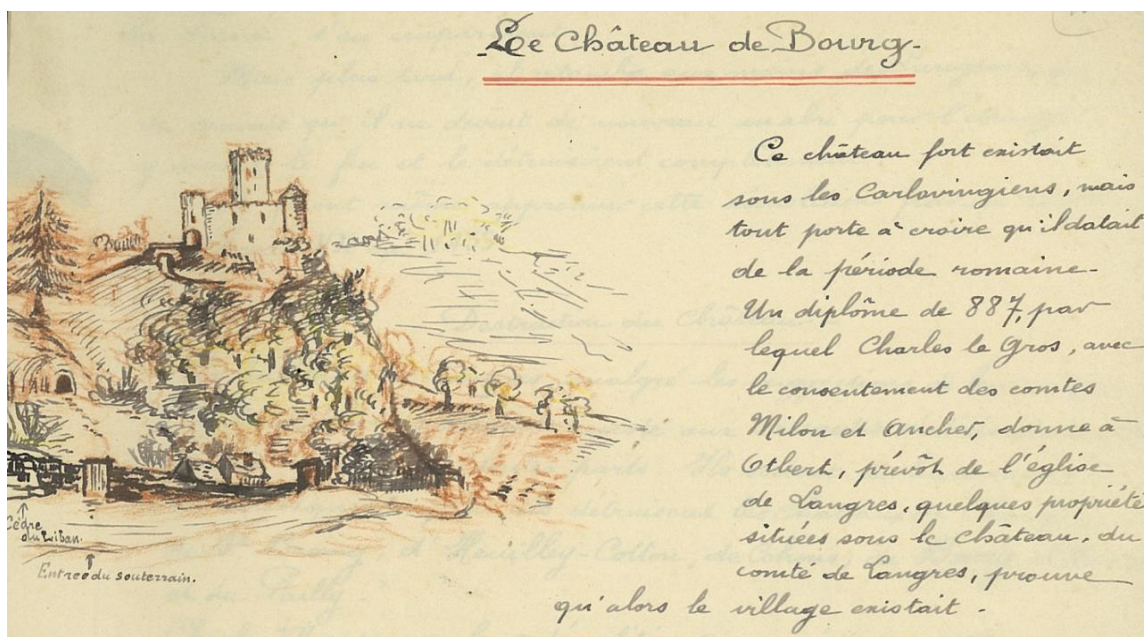 Le Château de Bourg-
Ce château fort existait
sous les Carlovingiens, mais
tout porte à croire qu'il datait
de la période romaine-
Un diplôme de 887, par
lequel Charles le Gros, avec
le consentement des comtes
Milon et Ancher, donne à
Otbert, prévôt de l'église
de Langres, quelques propriété
situées sous le château, du
comté de Langres, prouve
qu'alors le village existait.
Cèdre
du Liban.
Entrée du souterrain.